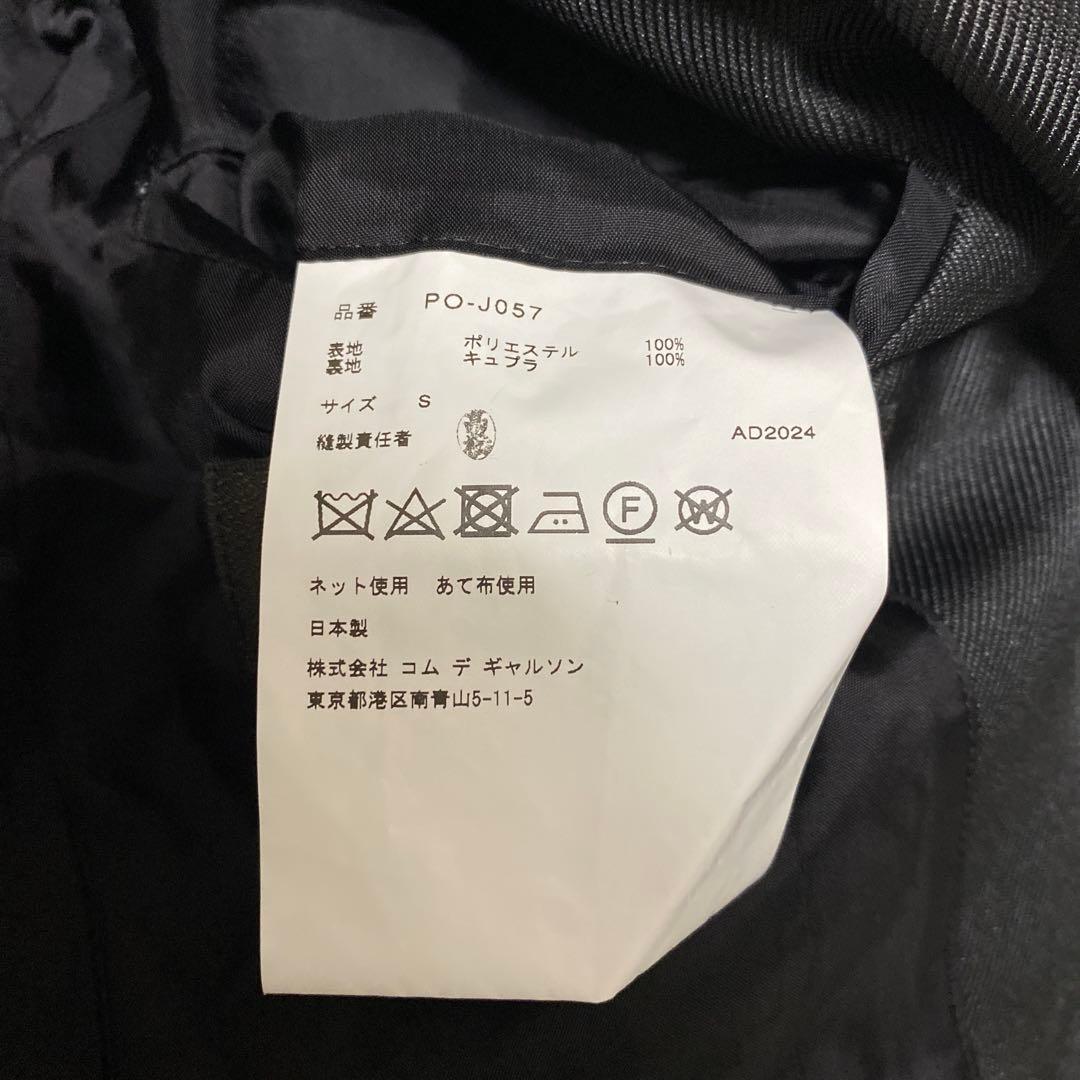 品番 PO-J057
表地 ポリエステル 100%
裏地 キュプラ 100%
サイズ S
縫製責任者
AD2024
F
W
ネット使用 あて布使用
日本製
株式会社 コム デ ギャルソン
東京都港区南青山5-11-5